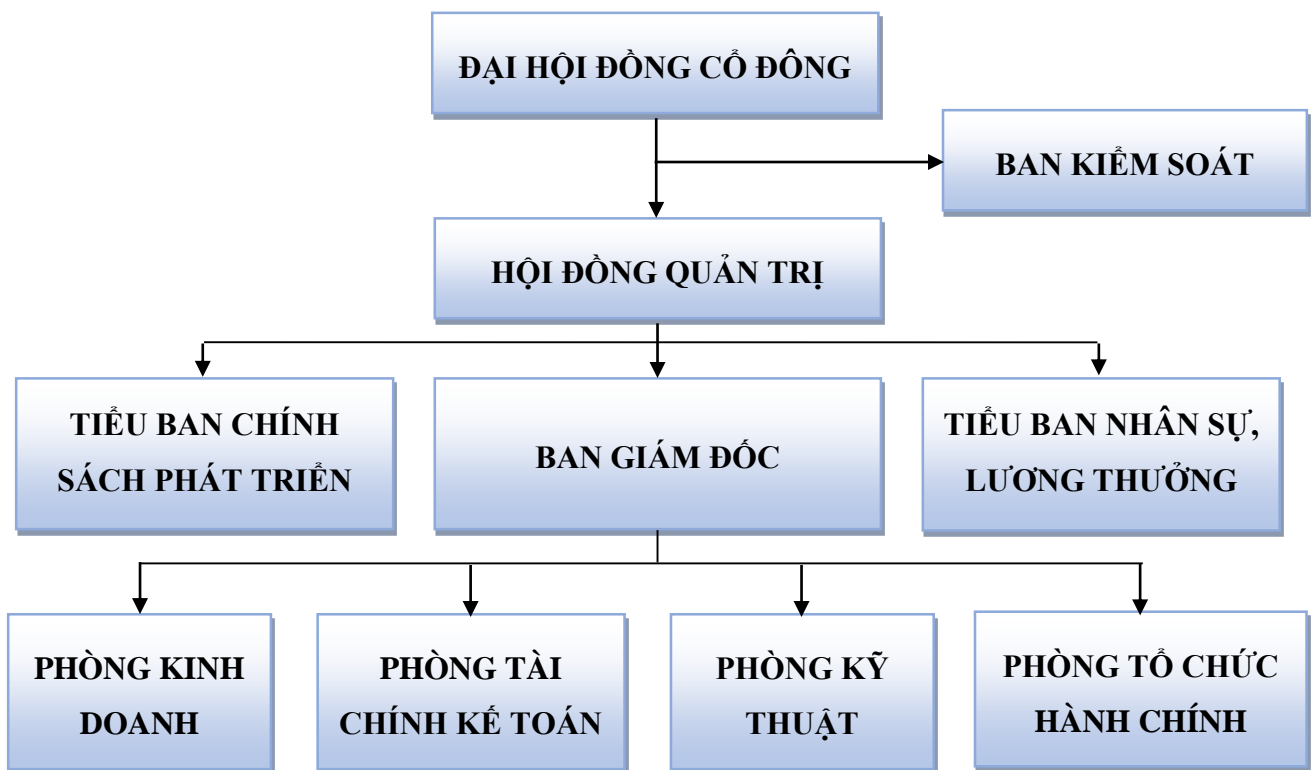 ĐẠI HỘI ĐỒNG CỔ ĐÔNG
BAN KIỂM SOÁT
HỘI ĐỒNG QUẢN TRỊ
TIỂU BAN CHÍNH
SÁCH PHÁT TRIỂN
BAN GIÁM ĐỐC
TIỂU BAN NHÂN SỰ,
LƯƠNG THƯỞNG
PHÒNG KINH
DOANH
PHÒNG TÀI
CHÍNH KẾ TOÁN
PHÒNG KỸ
THUẬT
PHÒNG TỔ CHỨC
HÀNH CHÍNH